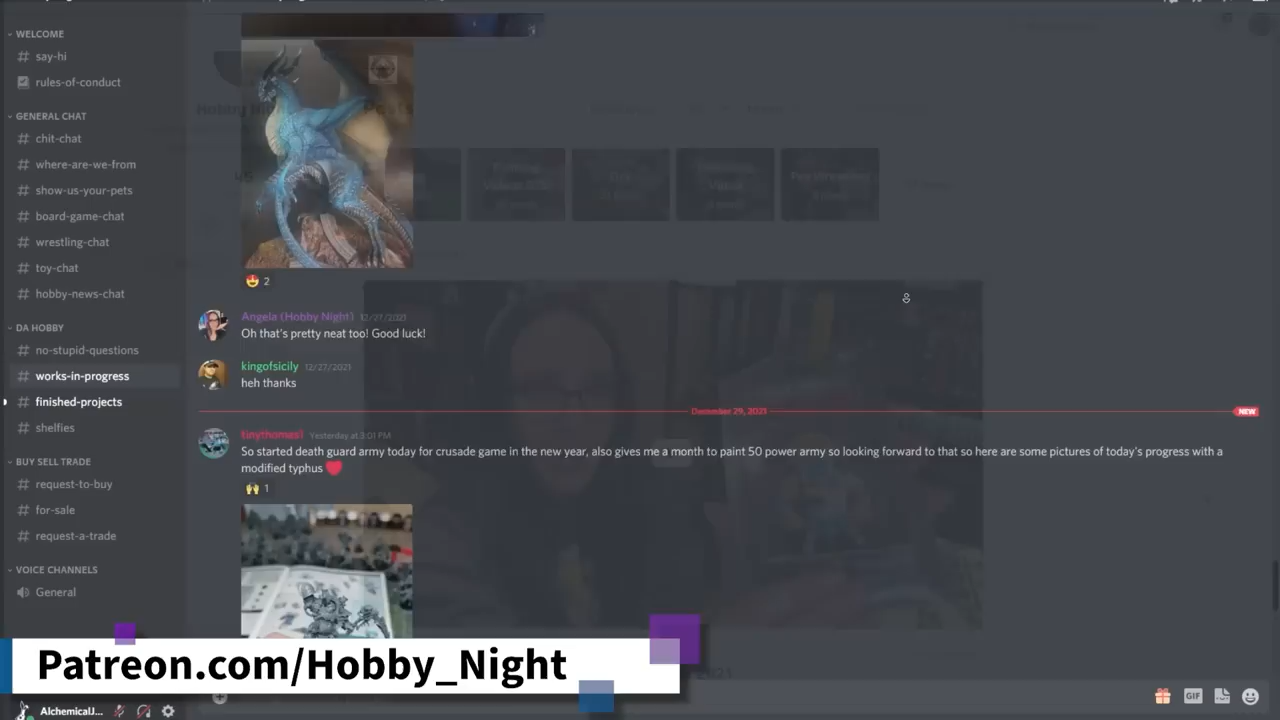 WELCOME
# say-hi
rules-of-conduct
GENERAL CHAT
# chit-chat
# where-are-we-from
# show-us-your-pets
# board-game-chat
# wrestling-chat
# toy-chat
# hobby-news-chat
DA HOBBY
# no-stupid-questions
# works-in-progress
# finished-projects
# shelfies
BUY SELL TRADE
# request-to-buy
# for-sale
# request-a-trade
VOICE CHANNELS
General
AlchemicalJ...
2
Angela (Hobby Night) 12/27/2021
Oh that's pretty neat too! Good luck!
kingofsicily 12/27/2021
heh thanks
December 29, 2021
NEW
tinythomas1 Yesterday at 3:01 PM
So started death guard army today for crusade game in the new year, also gives me a month to paint 50 power army so looking forward to that so here are some pictures of today's progress with a
modified typhus
1
Patreon.com/Hobby_Night
GIF